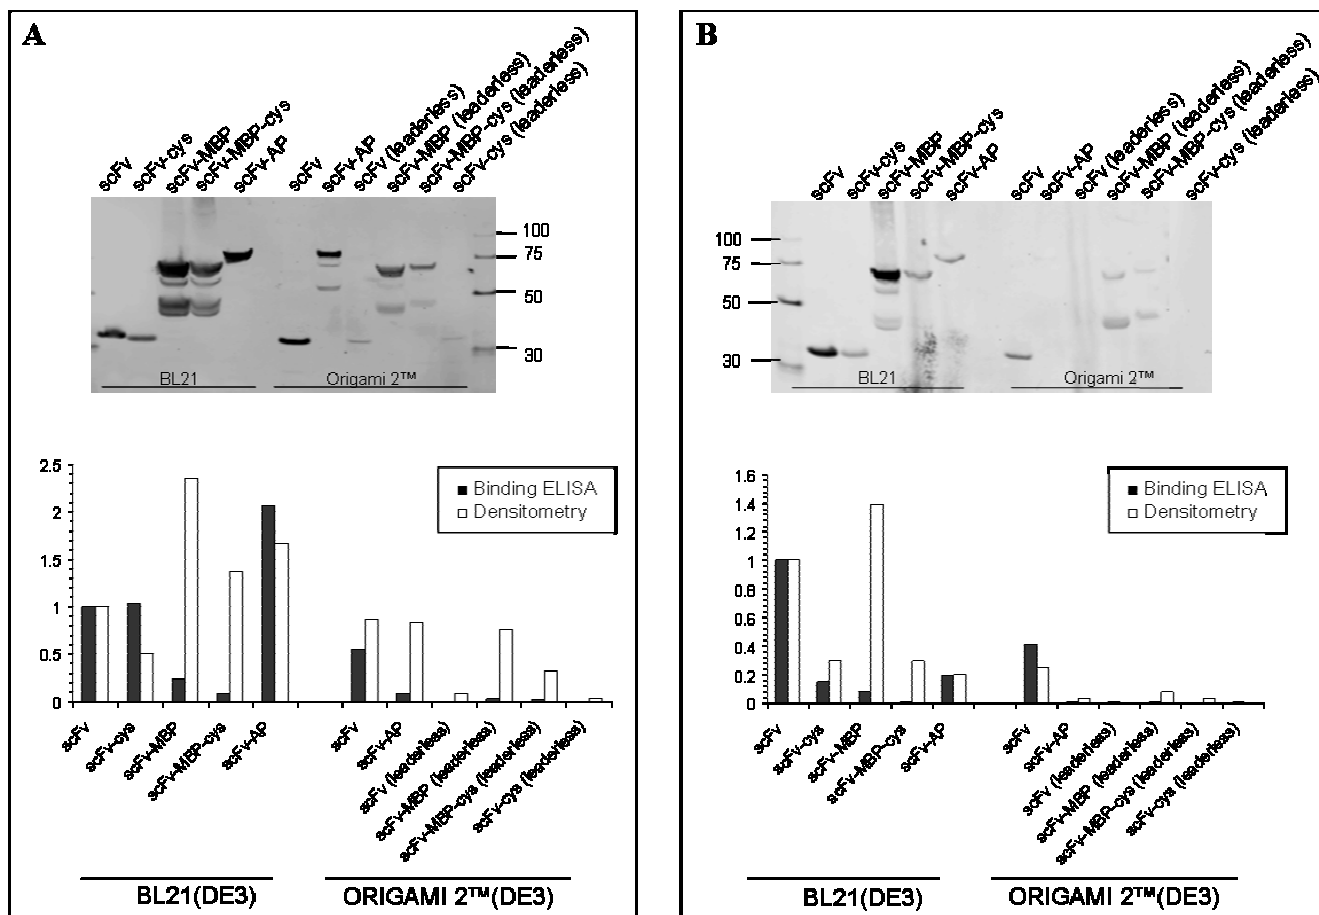 A
scFv
scFv-cys
scFv-MBP
scFv-MBP-cys
scFv-AP
scFv
scFv-AP
scFv (leaderless)
scFv-MBP (leaderless)
scFv-MBP-cys (leaderless)
scFv-cys (leaderless)
100
75
50
30
BL21
Origami 2™
2.5
2
1.5
1
0.5
0
Binding ELISA
Densitometry
scFv
scFv-cys
scFv-MBP
scFv-MBP-cys
scFv-AP
scFv
scFv-AP
scFv (leaderless)
scFv-MBP (leaderless)
scFv-MBP-cys (leaderless)
scFv-cys (leaderless)
BL21(DE3)
ORIGAMI 2™(DE3)
B
scFv
scFv-cys
scFv-MBP
scFv-MBP-cys
scFv-AP
scFv
scFv-AP
scFv (leaderless)
scFv-MBP (leaderless)
scFv-MBP-cys (leaderless)
scFv-cys (leaderless)
100
75
50
30
BL21
Origami 2™
1.6
1.4
1.2
1
0.8
0.6
0.4
0.2
0
Binding ELISA
Densitometry
scFv
scFv-cys
scFv-MBP
scFv-MBP-cys
scFv-AP
scFv
scFv-AP
scFv (leaderless)
scFv-MBP (leaderless)
scFv-MBP-cys (leaderless)
scFv-cys (leaderless)
BL21(DE3)
ORIGAMI 2™(DE3)